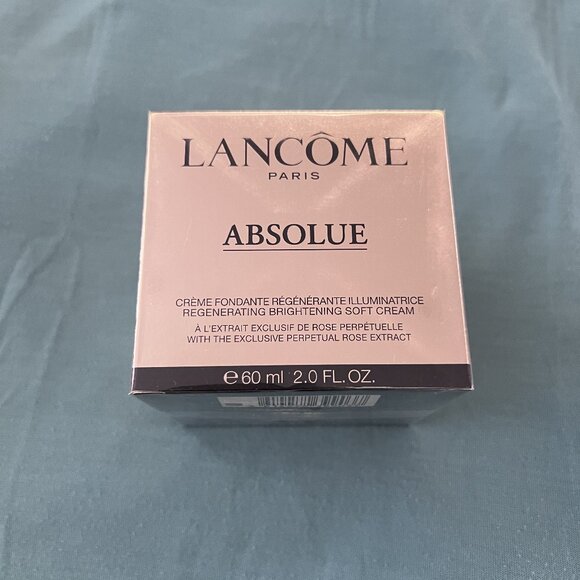 LANCÔME
PARIS
ABSOLUE
CRÈME FONDANTE RÉGÉNÉRANTE ILLUMINATRICE
REGENERATING BRIGHTENING SOFT CREAM
À L'EXTRAIT EXCLUSIF DE ROSE PERPÉTUELLE
WITH THE EXCLUSIVE PERPETUAL ROSE EXTRACT
℮ 60 ml 2.0 FL. OZ.